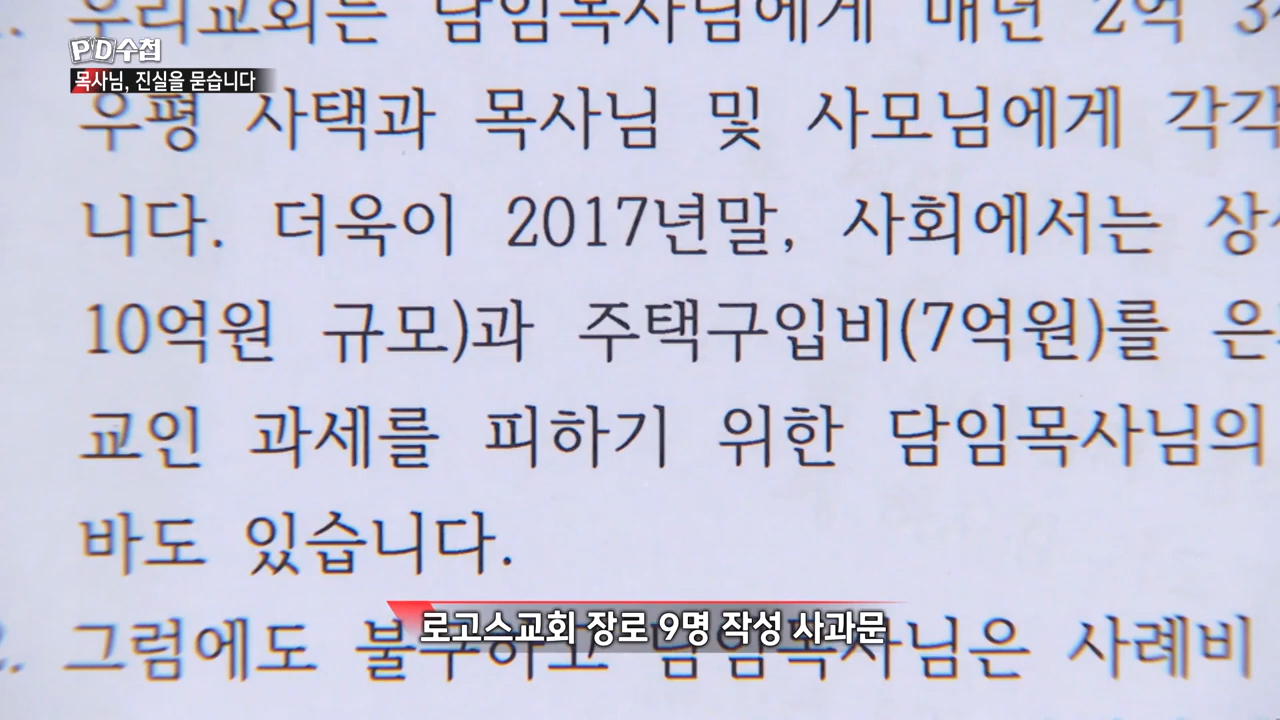 우리교회는 담임목사님에게 매년 2억
PD수첩
목사님, 진실을 묻습니다
우평 사택과 목사님 및 사모님에게 각각
니다. 더욱이 2017년말, 사회에서는
10억원 규모)과 주택구입비(7억원)를 은
교인 과세를 피하기 위한 담임목사님의
바도 있습니다.
로고스교회 장로 9명 작성 사과문
그럼에도 불구하고 담임목사님은 사례비